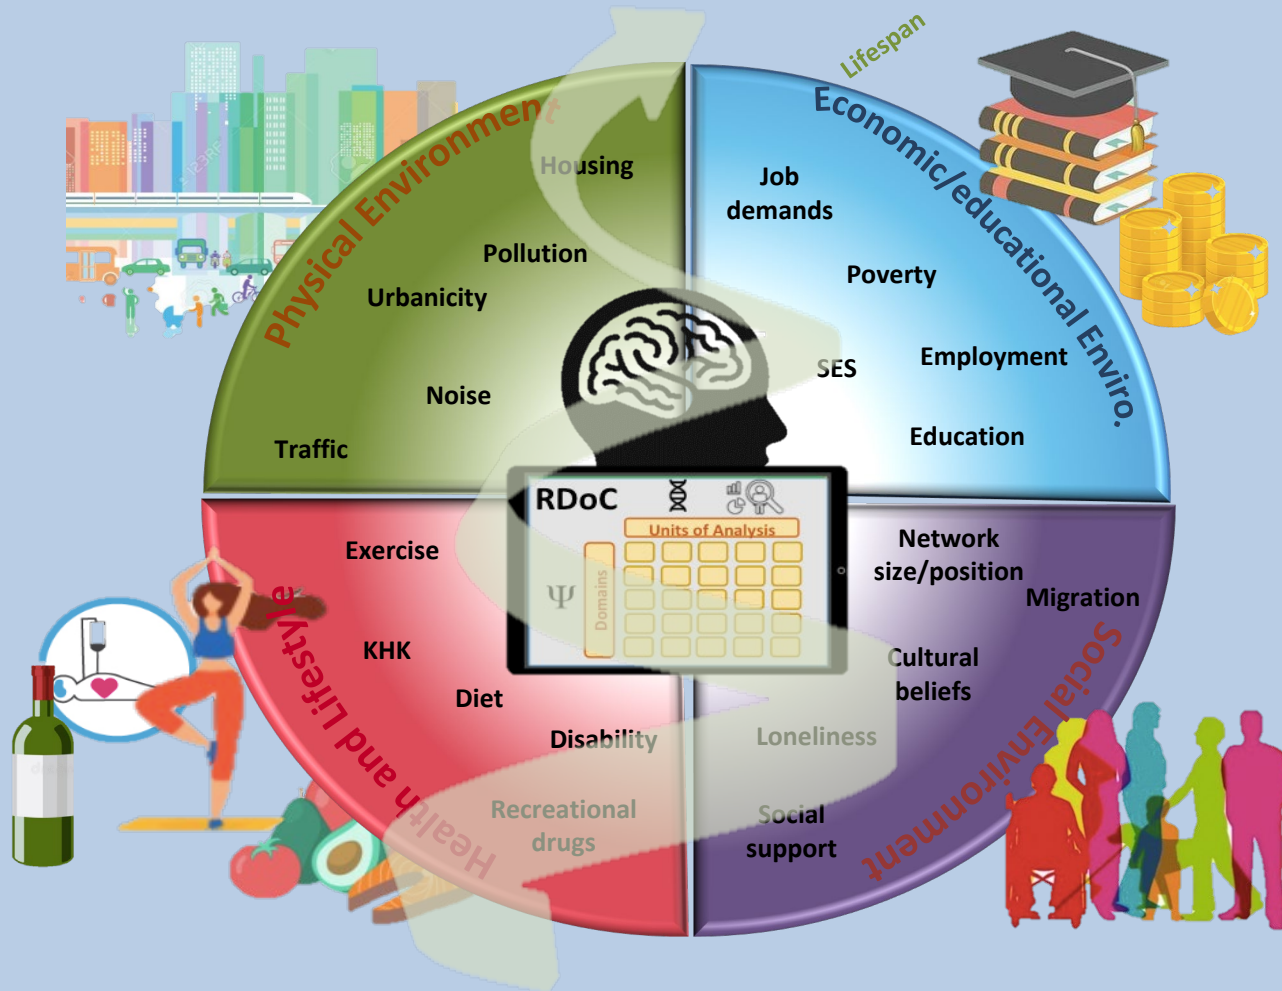 Lifespan
Physical Environment
Housing
Pollution
Urbanicity
Noise
Traffic
Economic/educational Enviro.
Job
demands
Poverty
SES
Employment
Education
RDoC
Units of Analysis
Ψ
Domains
Exercise
KHK
Diet
Disability
Recreational
drugs
Health and Lifestyle
Network
size/position
Migration
Cultural
beliefs
Loneliness
Social
support
Social Environment
123RF